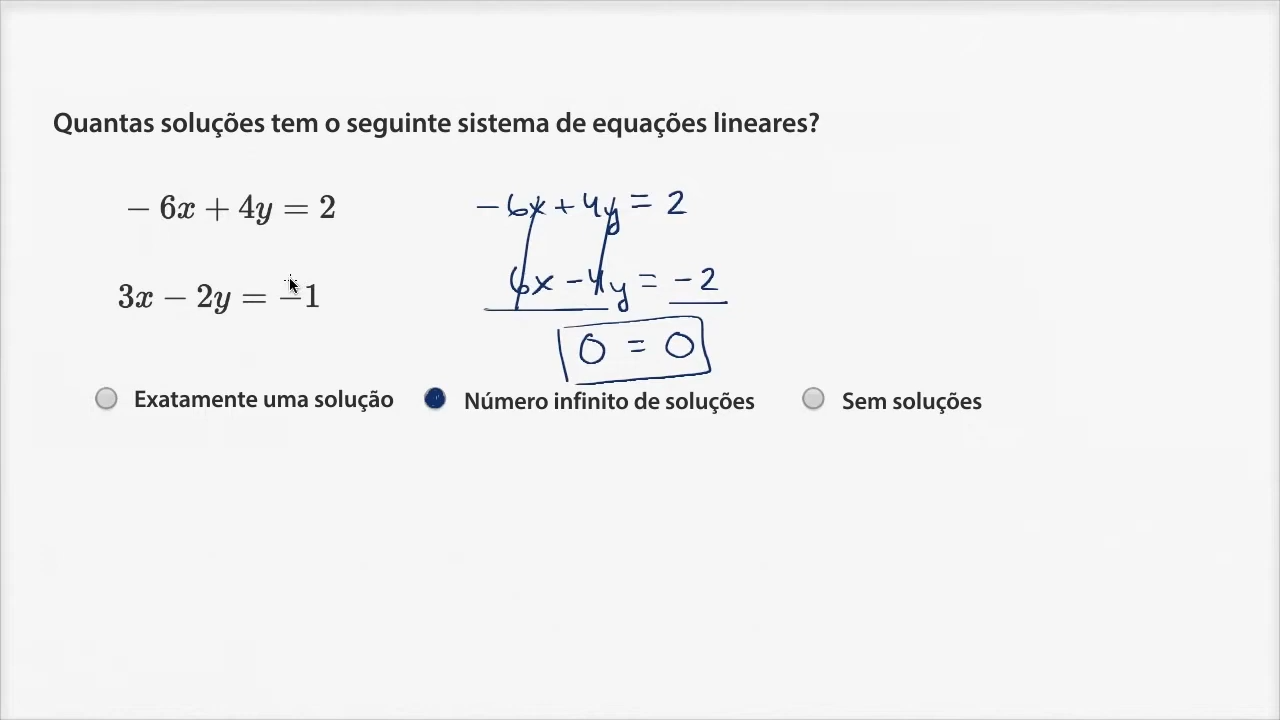 Quantas soluções tem o seguinte sistema de equações lineares?
− 6x + 4y = 2
3x − 2y = −1
−6x + 4y = 2
6x − 4y = −2
0 = 0
Exatamente uma solução
Número infinito de soluções
Sem soluções